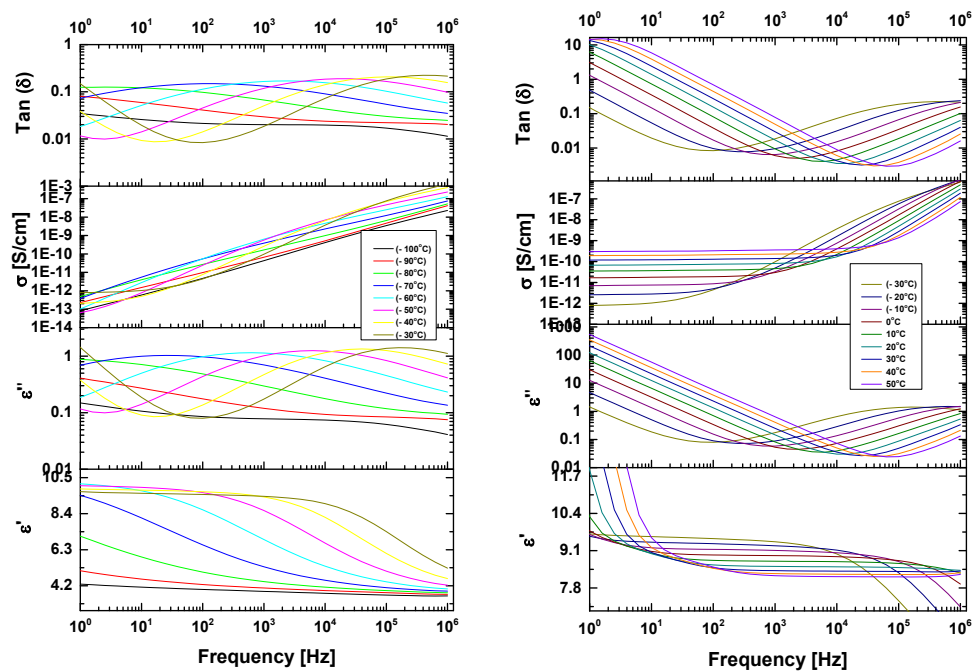 10⁰ 10¹ 10² 10³ 10⁴ 10⁵ 10⁶
Tan (δ)
1
0.1
0.01
σ [S/cm]
1E-3
1E-7
1E-8
1E-9
1E-10
1E-11
1E-12
1E-13
1E-14
(- 100°C)
(- 90°C)
(- 80°C)
(- 70°C)
(- 60°C)
(- 50°C)
(- 40°C)
(- 30°C)
ε''
1
0.1
0.01
ε'
10.5
8.4
6.3
4.2
10⁰ 10¹ 10² 10³ 10⁴ 10⁵ 10⁶
Frequency [Hz]
10⁰ 10¹ 10² 10³ 10⁴ 10⁵ 10⁶
Tan (δ)
10
1
0.1
0.01
σ [S/cm]
1E-7
1E-8
1E-9
1E-10
1E-11
1E-12
(- 30°C)
(- 20°C)
(- 10°C)
0°C
10°C
20°C
30°C
40°C
50°C
ε''
100
10
1
0.1
0.01
ε'
11.7
10.4
9.1
7.8
10⁰ 10¹ 10² 10³ 10⁴ 10⁵ 10⁶
Frequency [Hz]